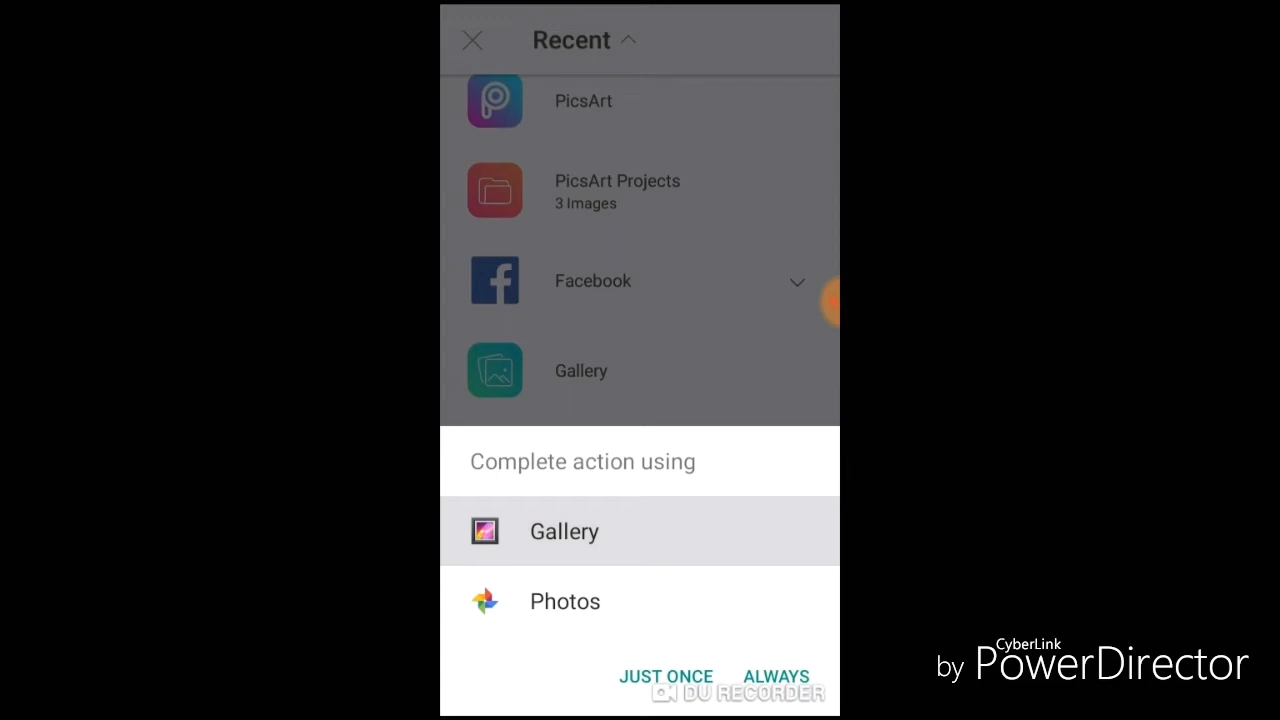 Recent
PicsArt
PicsArt Projects
3 Images
Facebook
Gallery
Complete action using
Gallery
Photos
JUST ONCE ALWAYS
DU RECORDER
CyberLink
by PowerDirector